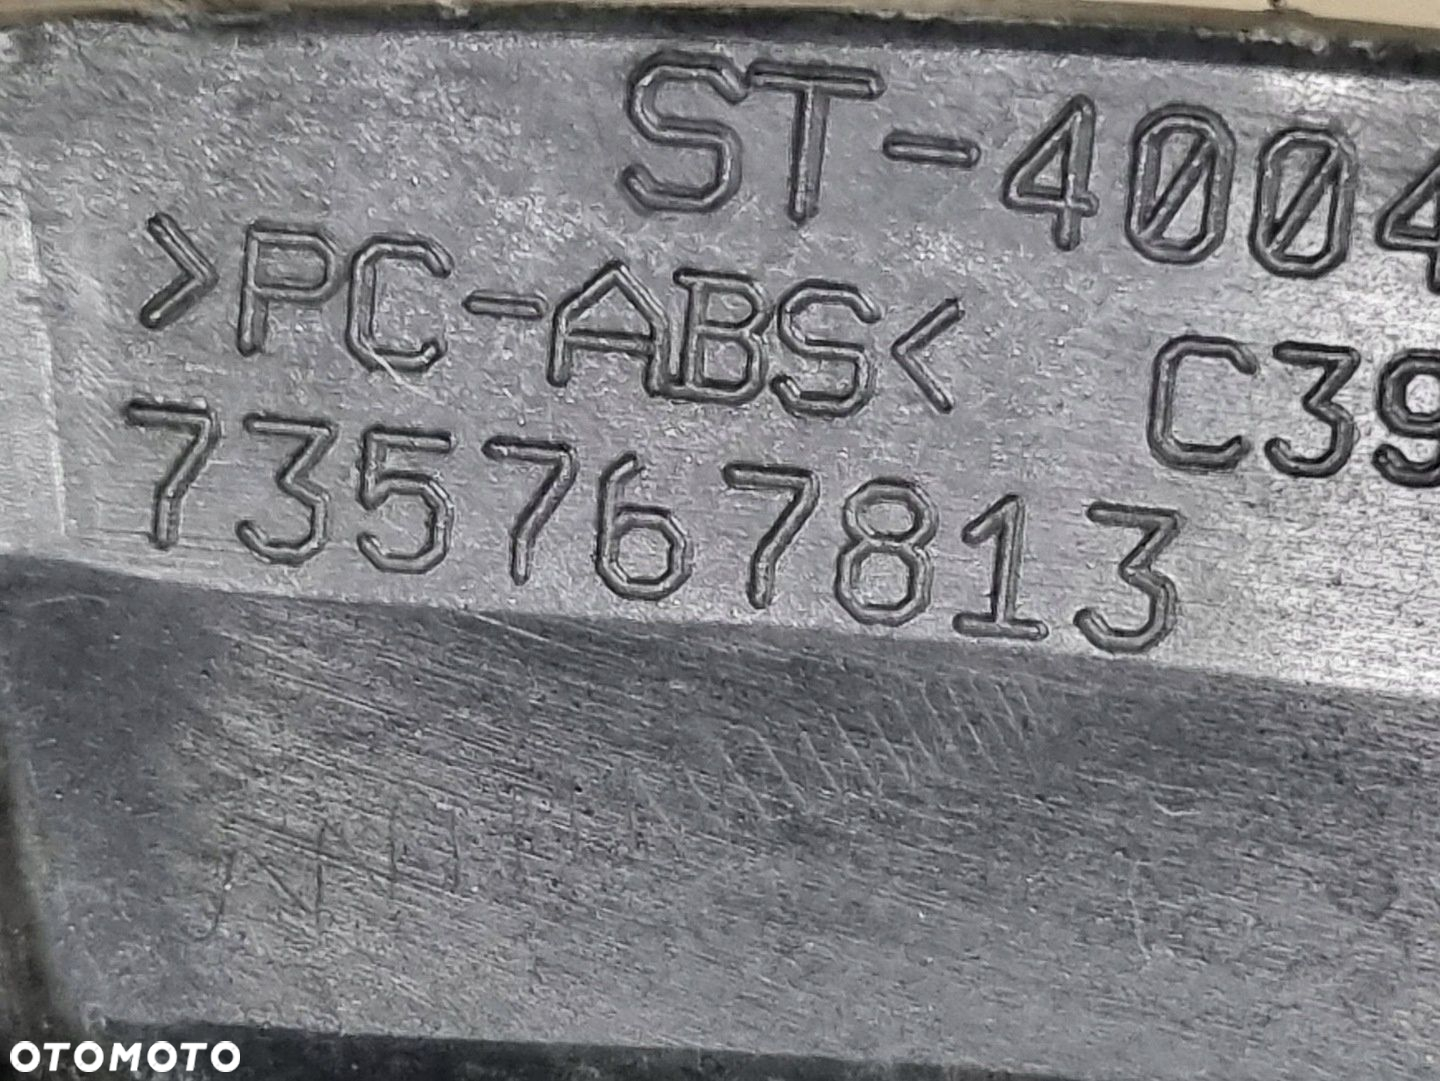 ST-4004
>PC-ABS< C39
735767813
OTOMOTO